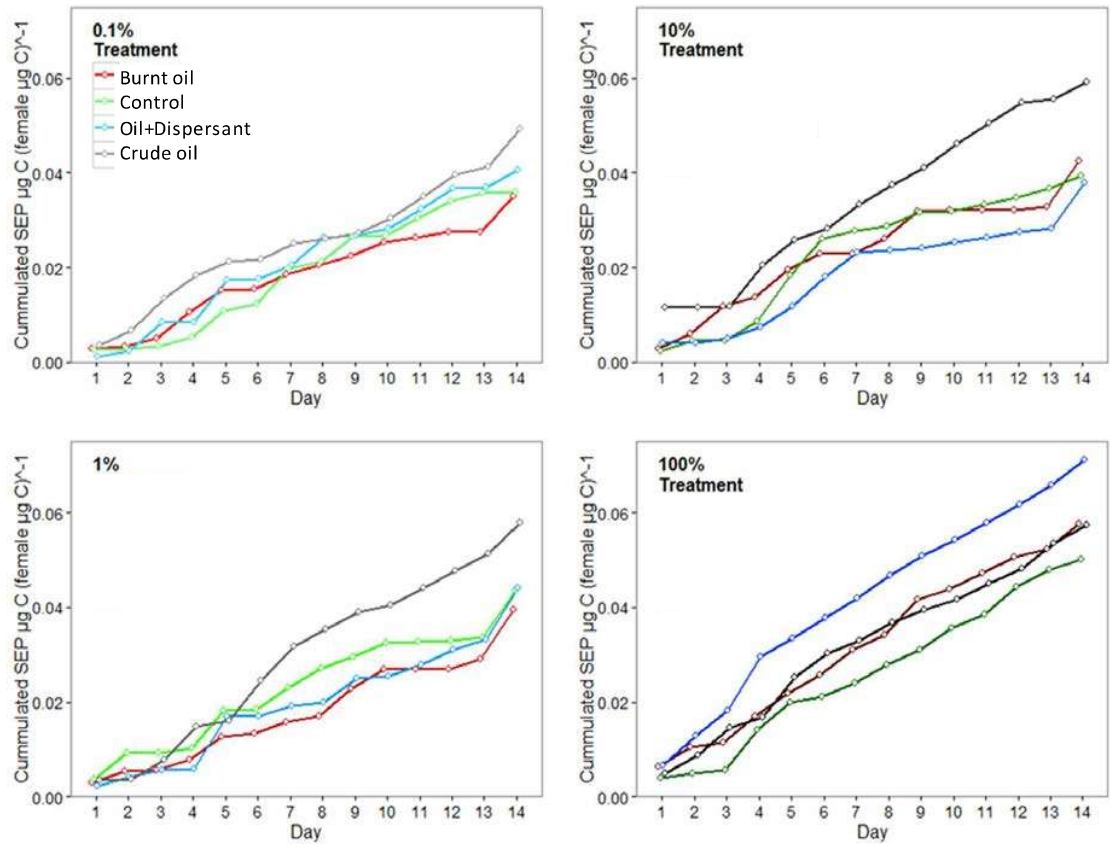 0.1%
Treatment
Burnt oil
Control
Oil+Dispersant
Crude oil
Cummulated SEP µg C (female µg C)^-1
0.06
0.04
0.02
0.00
1 2 3 4 5 6 7 8 9 10 11 12 13 14
Day
10%
Treatment
Cummulated SEP µg C (female µg C)^-1
0.06
0.04
0.02
0.00
1 2 3 4 5 6 7 8 9 10 11 12 13 14
Day
1%
Cummulated SEP µg C (female µg C)^-1
0.06
0.04
0.02
0.00
1 2 3 4 5 6 7 8 9 10 11 12 13 14
Day
100%
Treatment
Cummulated SEP µg C (female µg C)^-1
0.06
0.04
0.02
0.00
1 2 3 4 5 6 7 8 9 10 11 12 13 14
Day